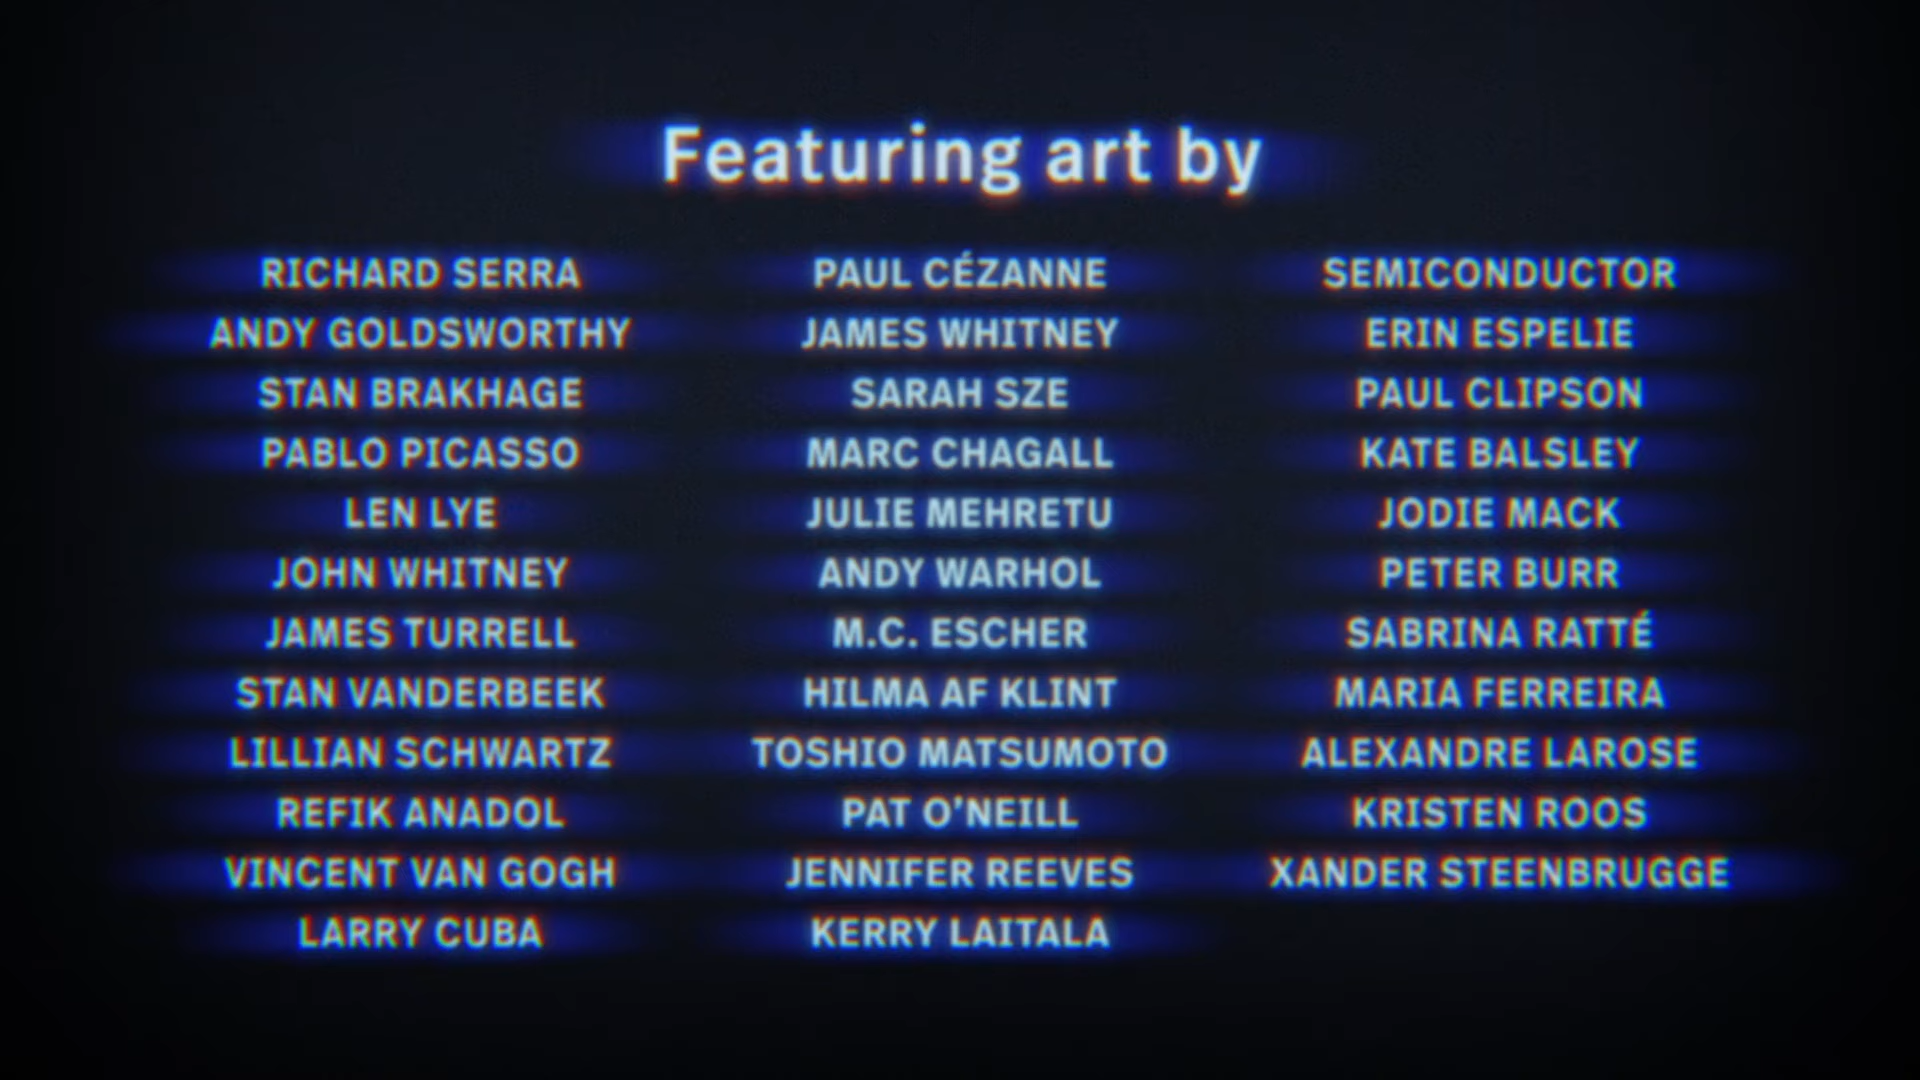 Featuring art by
RICHARD SERRA
ANDY GOLDSWORTHY
STAN BRAKHAGE
PABLO PICASSO
LEN LYE
JOHN WHITNEY
JAMES TURRELL
STAN VANDERBEEK
LILLIAN SCHWARTZ
REFIK ANADOL
VINCENT VAN GOGH
LARRY CUBA
PAUL CÉZANNE
JAMES WHITNEY
SARAH SZE
MARC CHAGALL
JULIE MEHRETU
ANDY WARHOL
M.C. ESCHER
HILMA AF KLINT
TOSHIO MATSUMOTO
PAT O'NEILL
JENNIFER REEVES
KERRY LAITALA
SEMICONDUCTOR
ERIN ESPELIE
PAUL CLIPSON
KATE BALSLEY
JODIE MACK
PETER BURR
SABRINA RATTÉ
MARIA FERREIRA
ALEXANDRE LAROSE
KRISTEN ROOS
XANDER STEENBRUGGE